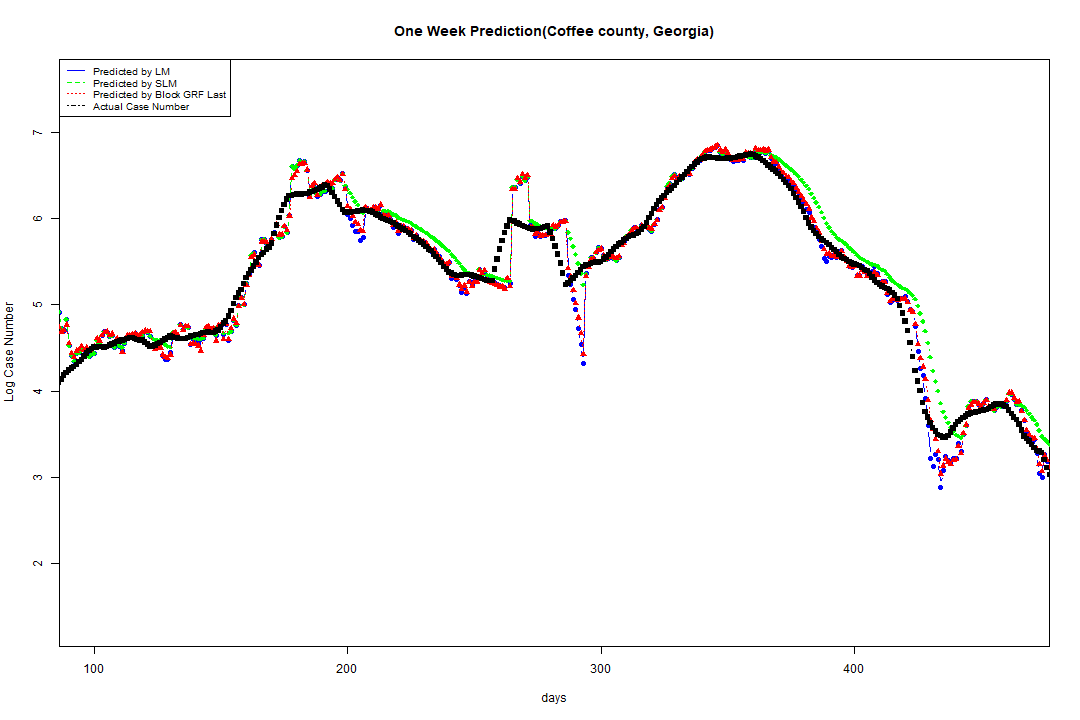 One Week Prediction(Coffee county, Georgia)
Predicted by LM
Predicted by SLM
Predicted by Block GRF Last
Actual Case Number
7
6
5
4
3
2
Log Case Number
100 200 300 400
days